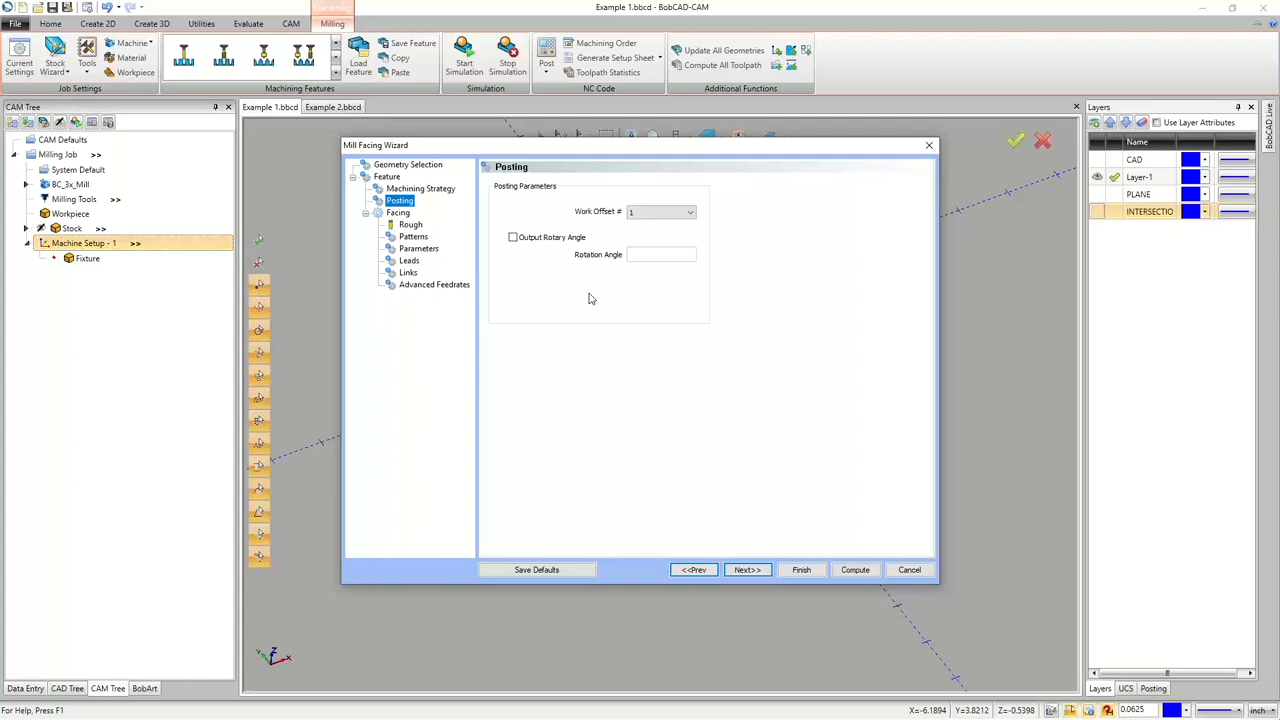 Example 1.bbcd - BobCAD-CAM
Machining
File Home Create 2D Create 3D Utilities Evaluate CAM Milling
Current Settings
Stock Wizard
Tools
Machine
Material
Workpiece
Job Settings
Machining Features
Load Feature
Save Feature
Copy
Paste
Start Simulation
Stop Simulation
Simulation
Post
Machining Order
Generate Setup Sheet
Toolpath Statistics
NC Code
Update All Geometries
Compute All Toolpath
Additional Functions
CAM Tree
Example 1.bbcd Example 2.bbcd
Layers
CAM Defaults
Milling Job >>
System Default
BC_3x_Mill
Milling Tools >>
Workpiece
Stock >>
Machine Setup - 1 >>
Fixture
Mill Facing Wizard
Geometry Selection
Feature
Machining Strategy
Posting
Facing
Rough
Patterns
Parameters
Leads
Links
Advanced Feedrates
Posting
Posting Parameters
Work Offset # 1
Output Rotary Angle
Rotation Angle
Save Defaults <<Prev Next>> Finish Compute Cancel
Use Layer Attributes
Name
CAD
Layer-1
PLANE
INTERSECTIO
BobCAD Live
Y Z X
Data Entry CAD Tree CAM Tree BobArt
Layers UCS Posting
For Help, Press F1
X=-6.1894 Y=3.8212 Z=-0.5398 0.0625 inch